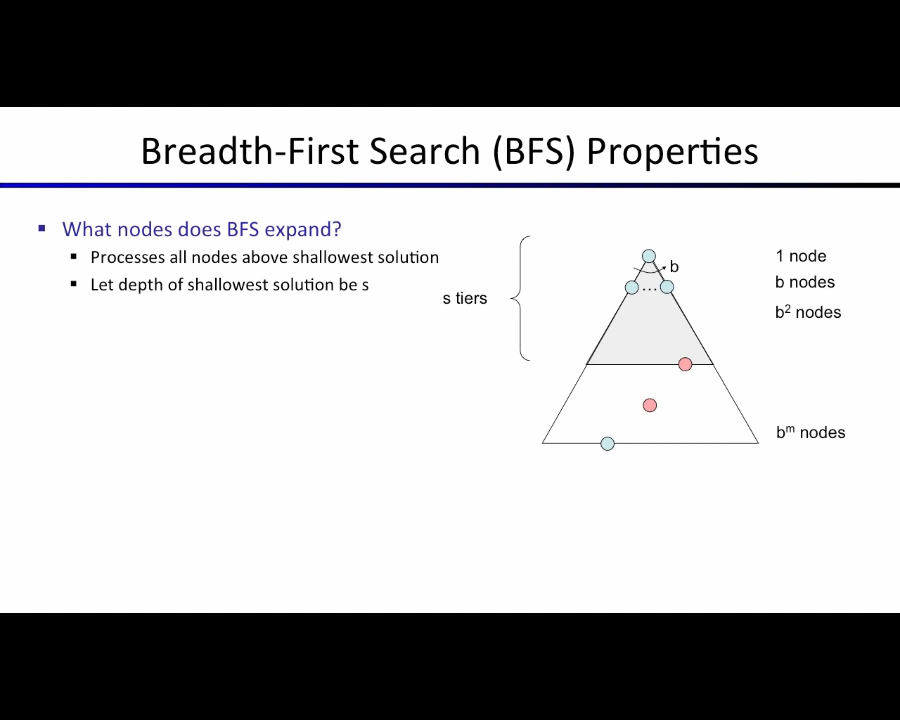 Breadth-First Search (BFS) Properties
▪ What nodes does BFS expand?
▪ Processes all nodes above shallowest solution
▪ Let depth of shallowest solution be s
s tiers
b
...
1 node
b nodes
b² nodes
bᵐ nodes